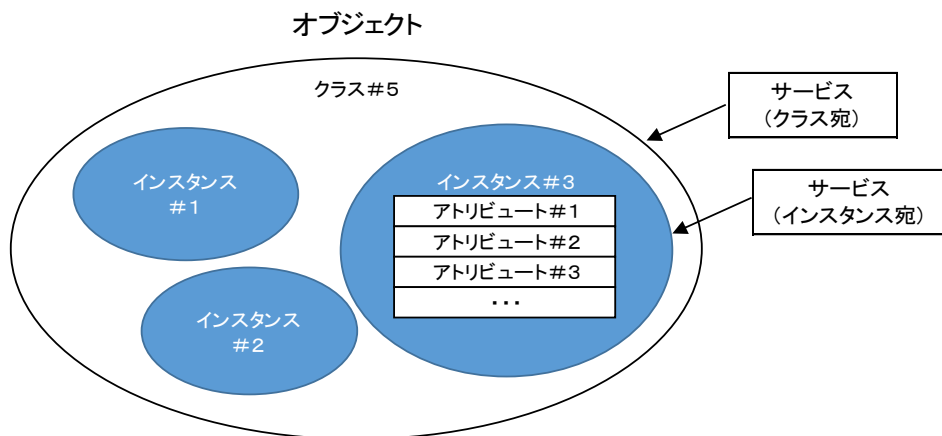 オブジェクト
クラス#5
サービス
(クラス宛)
インスタンス
#1
インスタンス#3
サービス
(インスタンス宛)
アトリビュート#1
アトリビュート#2
アトリビュート#3
・・・
インスタンス
#2